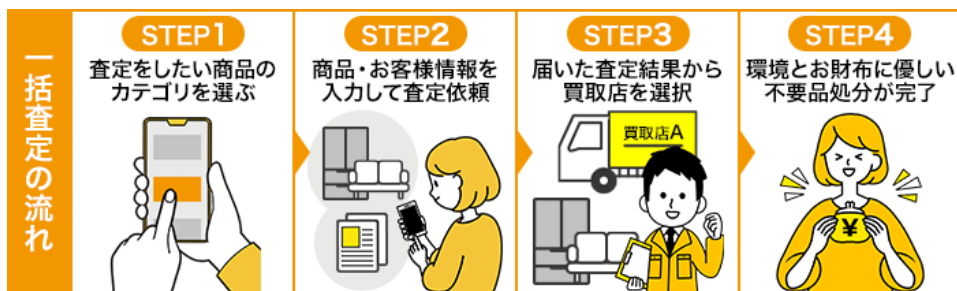 一括査定の流れ
STEP1
査定をしたい商品の
カテゴリを選ぶ
STEP2
商品・お客様情報を
入力して査定依頼
STEP3
届いた査定結果から
買取店を選択
買取店A
STEP4
環境とお財布に優しい
不要品処分が完了
¥